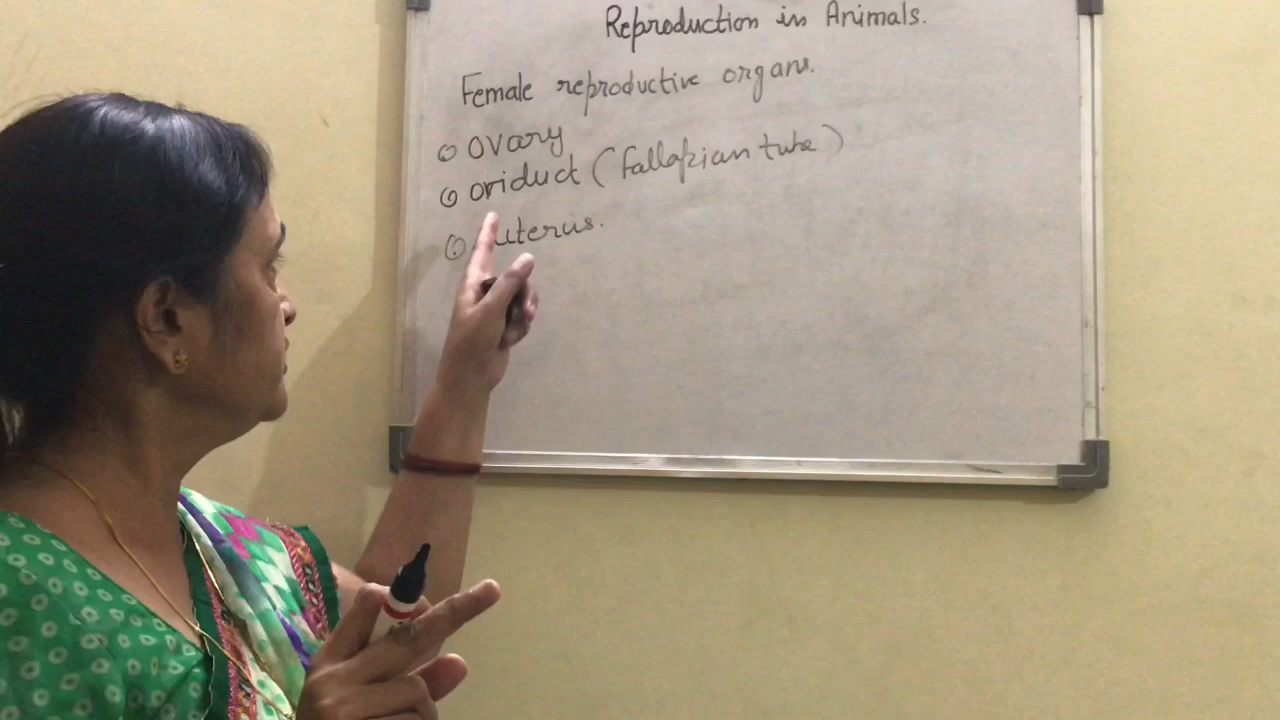 Reproduction in Animals.
Female reproductive organs.
ovary
oviduct (fallopian tube)
uterus.